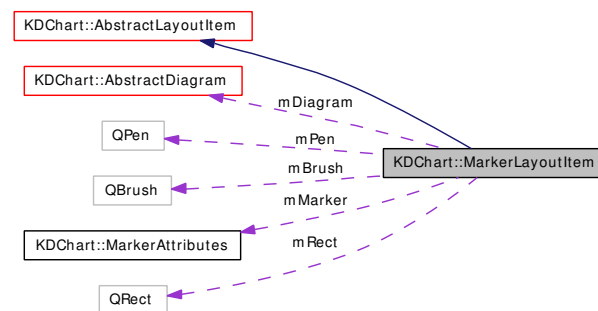 KDChart::AbstractLayoutItem
KDChart::AbstractDiagram
mDiagram
QPen
mPen
KDChart::MarkerLayoutItem
mBrush
QBrush
mMarker
KDChart::MarkerAttributes
mRect
QRect